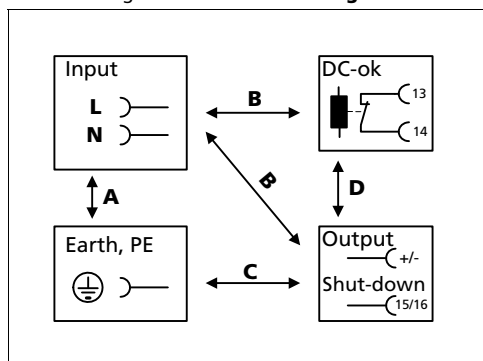 Input
L
N
DC-ok
13
14
B
B
A
D
Earth, PE
C
Output
+/-
Shut-down
15/16